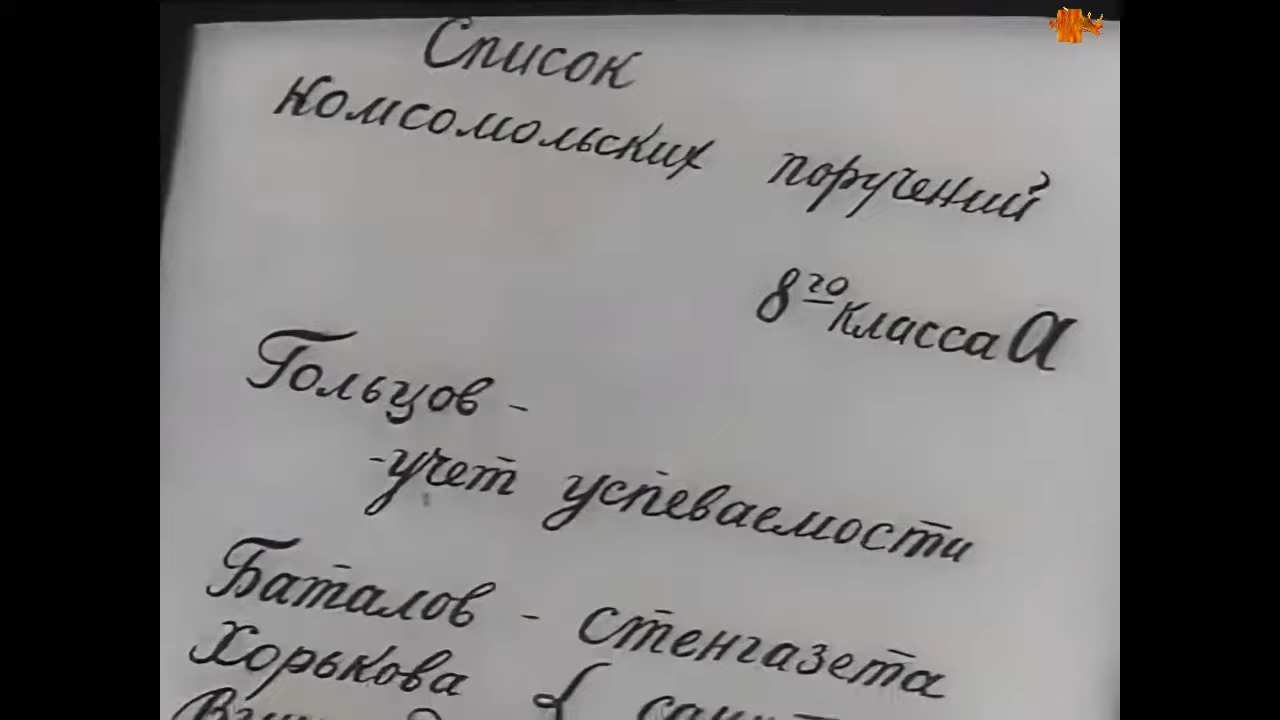 Список
комсомольских поручений
8го класса А
Гольцов -
- учет успеваемости
Баталов - стенгазета
Хорькова {